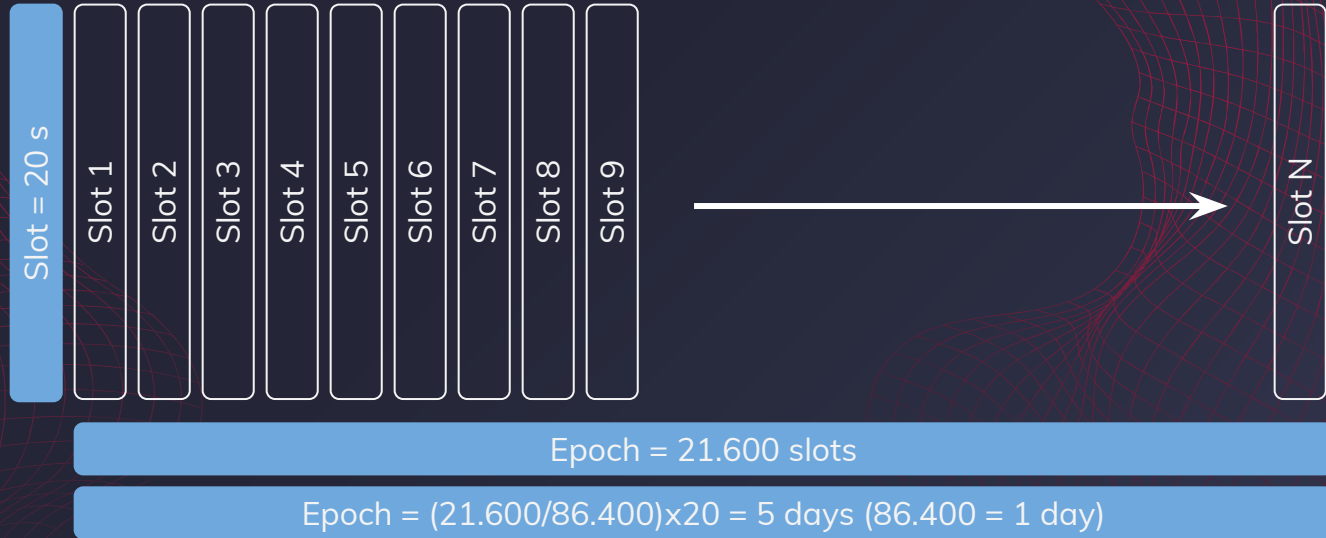 Slot = 20 s
Slot 1
Slot 2
Slot 3
Slot 4
Slot 5
Slot 6
Slot 7
Slot 8
Slot 9
Slot N
Epoch = 21.600 slots
Epoch = (21.600/86.400)x20 = 5 days (86.400 = 1 day)